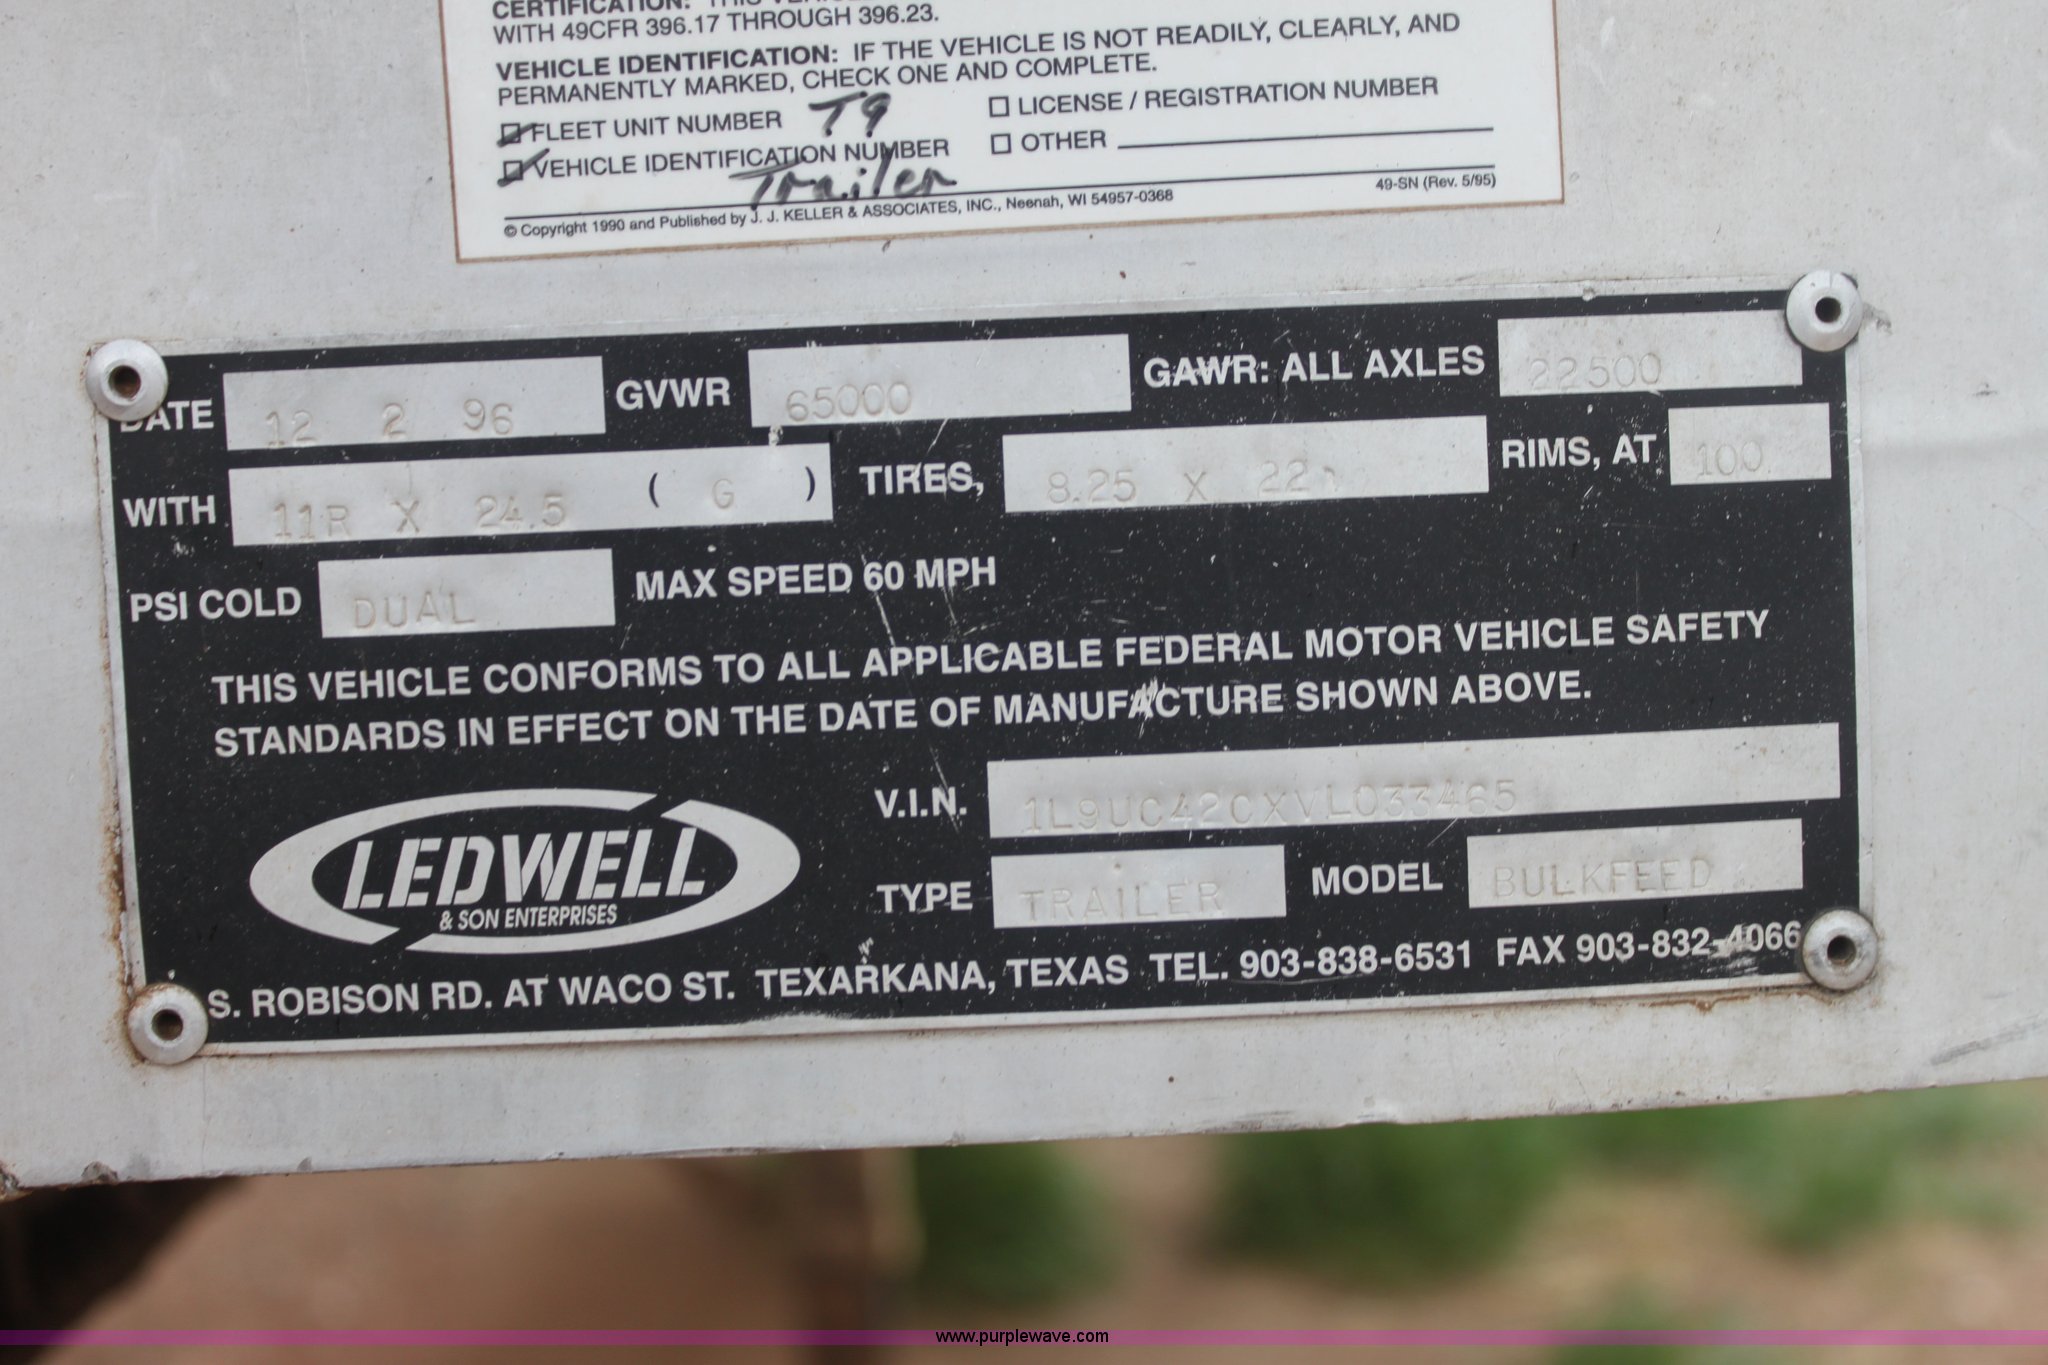 CERTIFICATION: THIS
WITH 49CFR 396.17 THROUGH 396.23.
VEHICLE IDENTIFICATION: IF THE VEHICLE IS NOT READILY, CLEARLY, AND
PERMANENTLY MARKED, CHECK ONE AND COMPLETE.
FLEET UNIT NUMBER T9 LICENSE / REGISTRATION NUMBER
VEHICLE IDENTIFICATION NUMBER OTHER
Trailer
© Copyright 1990 and Published by J. J. KELLER & ASSOCIATES, INC., Neenah, WI 54957-0368 49-SN (Rev. 5/95)
DATE 12 2 96 GVWR 65000 GAWR: ALL AXLES 22500
WITH 11R X 24.5 ( G ) TIRES, 8.25 X RIMS, AT 100
PSI COLD DUAL MAX SPEED 60 MPH
THIS VEHICLE CONFORMS TO ALL APPLICABLE FEDERAL MOTOR VEHICLE SAFETY
STANDARDS IN EFFECT ON THE DATE OF MANUFACTURE SHOWN ABOVE.
V.I.N. 1L9UC42CXVL033465
LEDWELL
& SON ENTERPRISES
TYPE TRAILER MODEL BULKFEED
S. ROBISON RD. AT WACO ST. TEXARKANA, TEXAS TEL. 903-838-6531 FAX 903-832-4066
www.purplewave.com